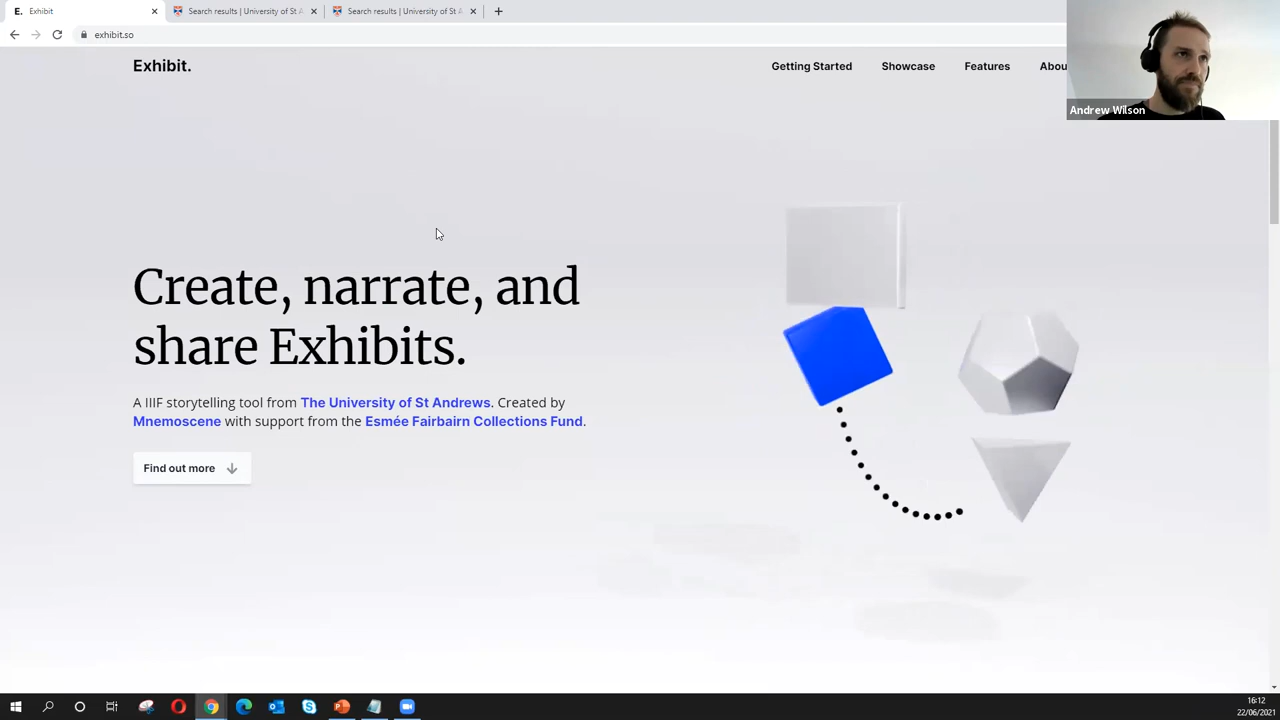 E. Exhibit
Search results | University of St A
Search results | University of St A
exhibit.so
Exhibit.
Getting Started
Showcase
Features
Abou
Andrew Wilson
Create, narrate, and
share Exhibits.
A IIIF storytelling tool from The University of St Andrews. Created by
Mnemoscene with support from the Esmée Fairbairn Collections Fund.
Find out more
16:12
22/06/2021